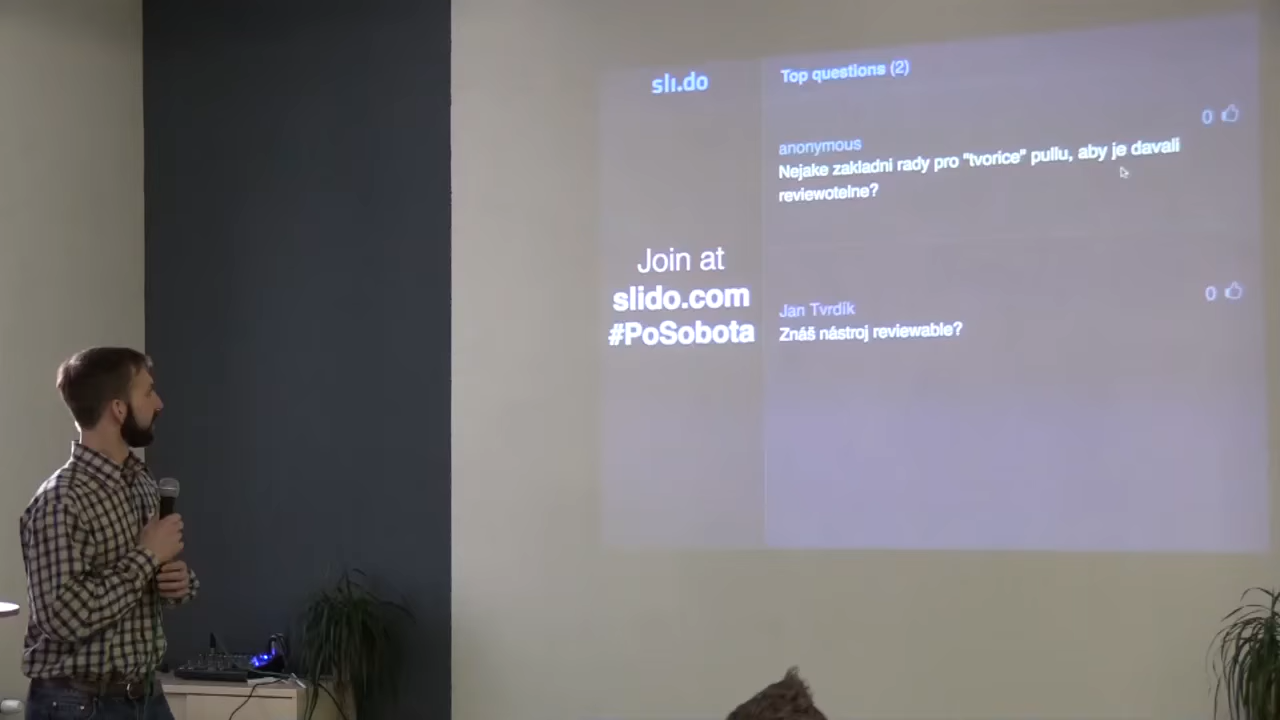 sli.do
Join at
slido.com
#PoSobota
Top questions (2)
0
anonymous
Nejake zakladni rady pro "tvorice" pullu, aby je davali
reviewotelne?
0
Jan Tvrdík
Znáš nástroj reviewable?